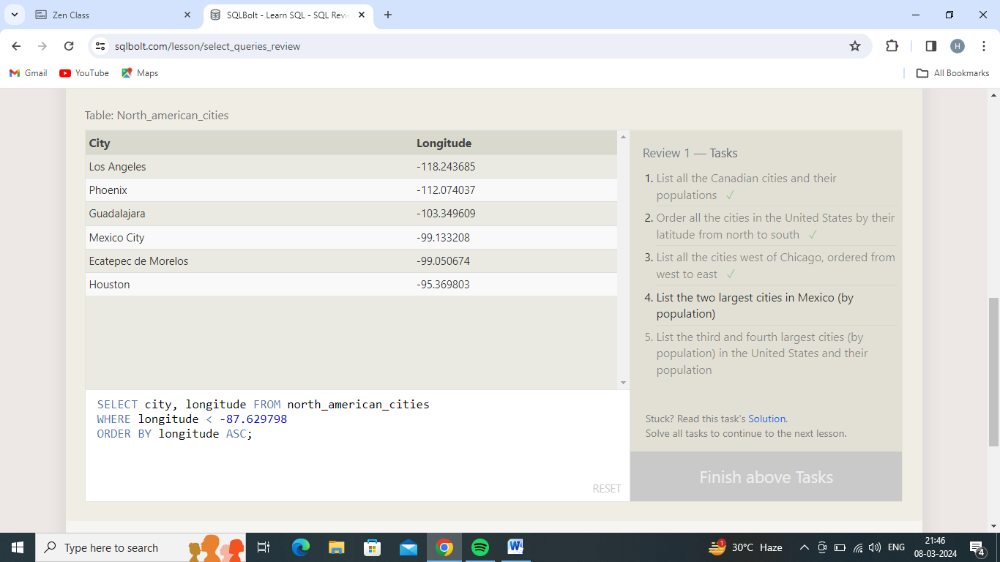 Zen Class
SQLBolt - Learn SQL - SQL Revie
sqlbolt.com/lesson/select_queries_review
H
Gmail
YouTube
Maps
All Bookmarks
Table: North_american_cities
City Longitude
Los Angeles -118.243685
Phoenix -112.074037
Guadalajara -103.349609
Mexico City -99.133208
Ecatepec de Morelos -99.050674
Houston -95.369803
SELECT city, longitude FROM north_american_cities
WHERE longitude < -87.629798
ORDER BY longitude ASC;
RESET
Review 1 — Tasks
1. List all the Canadian cities and their
populations ✓
2. Order all the cities in the United States by their
latitude from north to south ✓
3. List all the cities west of Chicago, ordered from
west to east ✓
4. List the two largest cities in Mexico (by
population)
5. List the third and fourth largest cities (by
population) in the United States and their
population
Stuck? Read this task's Solution.
Solve all tasks to continue to the next lesson.
Finish above Tasks
Type here to search
1
30°C Haze
ENG
21:46
08-03-2024
4